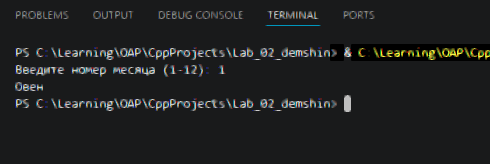 PROBLEMS OUTPUT DEBUG CONSOLE TERMINAL PORTS
PS C:\Learning\OAP\CppProjects\Lab_02_demshin> & C:\Learning\OAP\Cpp
Введите номер месяца (1-12): 1
Овен
PS C:\Learning\OAP\CppProjects\Lab_02_demshin>